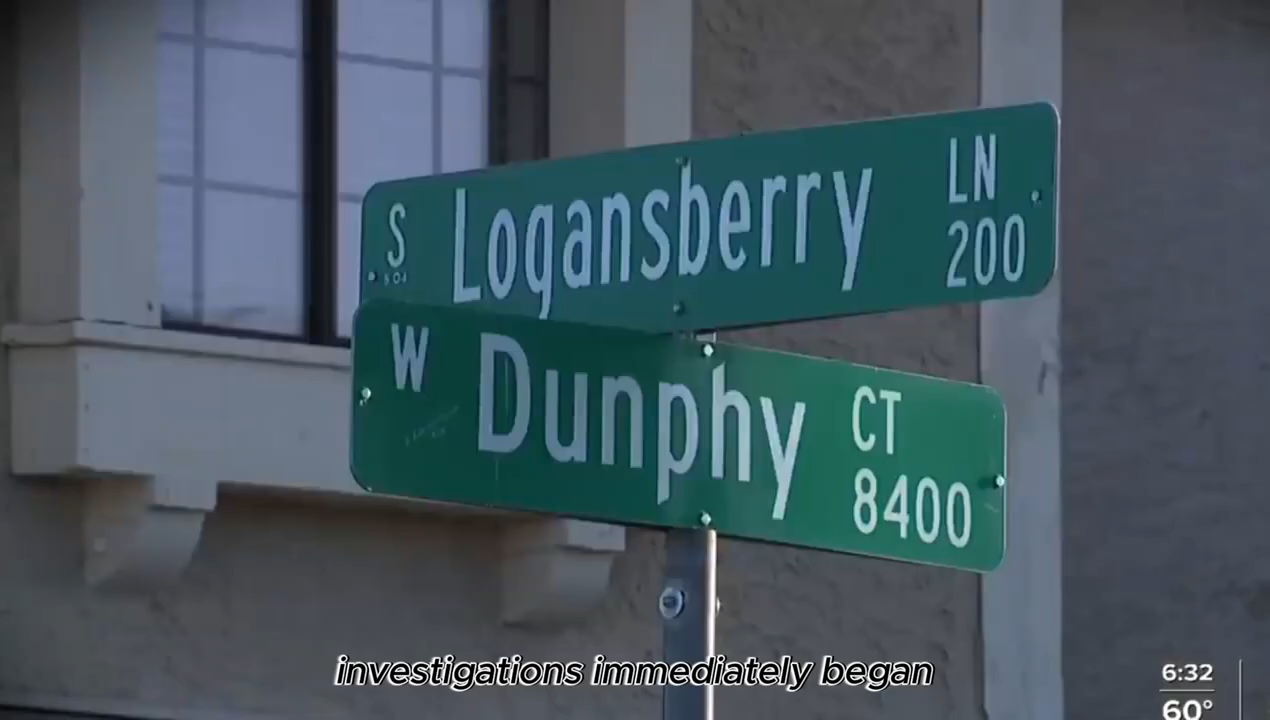 S Logansberry LN 200
W Dunphy CT 8400
investigations immediately began
6:32
60°